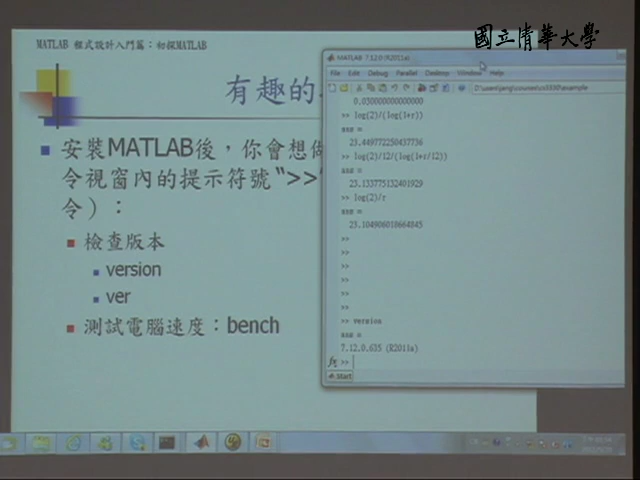 國立清華大學
MATLAB 程式設計入門篇：初探MATLAB
有趣的
安裝MATLAB後，你會想做
令視窗內的提示符號“>>”
令）：
檢查版本
version
ver
測試電腦速度：bench
MATLAB 7.12.0 (R2011a)
File Edit Debug Parallel Desktop Window Help
0.030000000000000
>> log(2)/(log(1+r))
ans =
23.449772250437736
>> log(2)/12/(log(1+r/12))
ans =
23.133775132401929
>> log(2)/r
ans =
23.104906018664845
>>
>>
>>
>>
>>
>>
>> version
ans =
7.12.0.635 (R2011a)
fx >>
Start